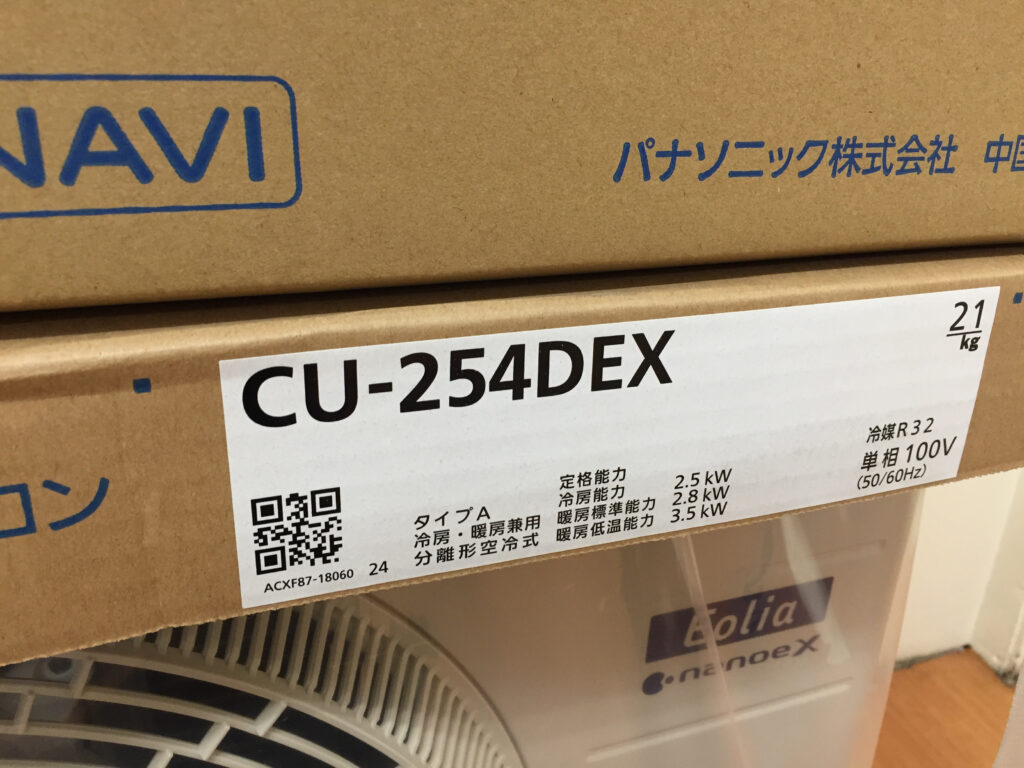 NAVI
パナソニック株式会社 中国
CU-254DEX
21
kg
冷媒R32
単相100V
(50/60Hz)
コン
タイプA
冷房・暖房兼用
分離形空冷式
定格能力
冷房能力 2.5 kW
暖房標準能力 2.8 kW
暖房低温能力 3.5 kW
ACXF87-18060 24
Eolia
nanoeX